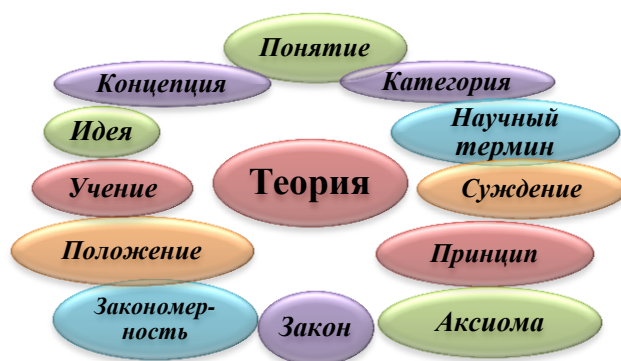 Понятие
Концепция
Категория
Идея
Научный
термин
Теория
Учение
Суждение
Положение
Принцип
Закономер-
ность
Закон
Аксиома